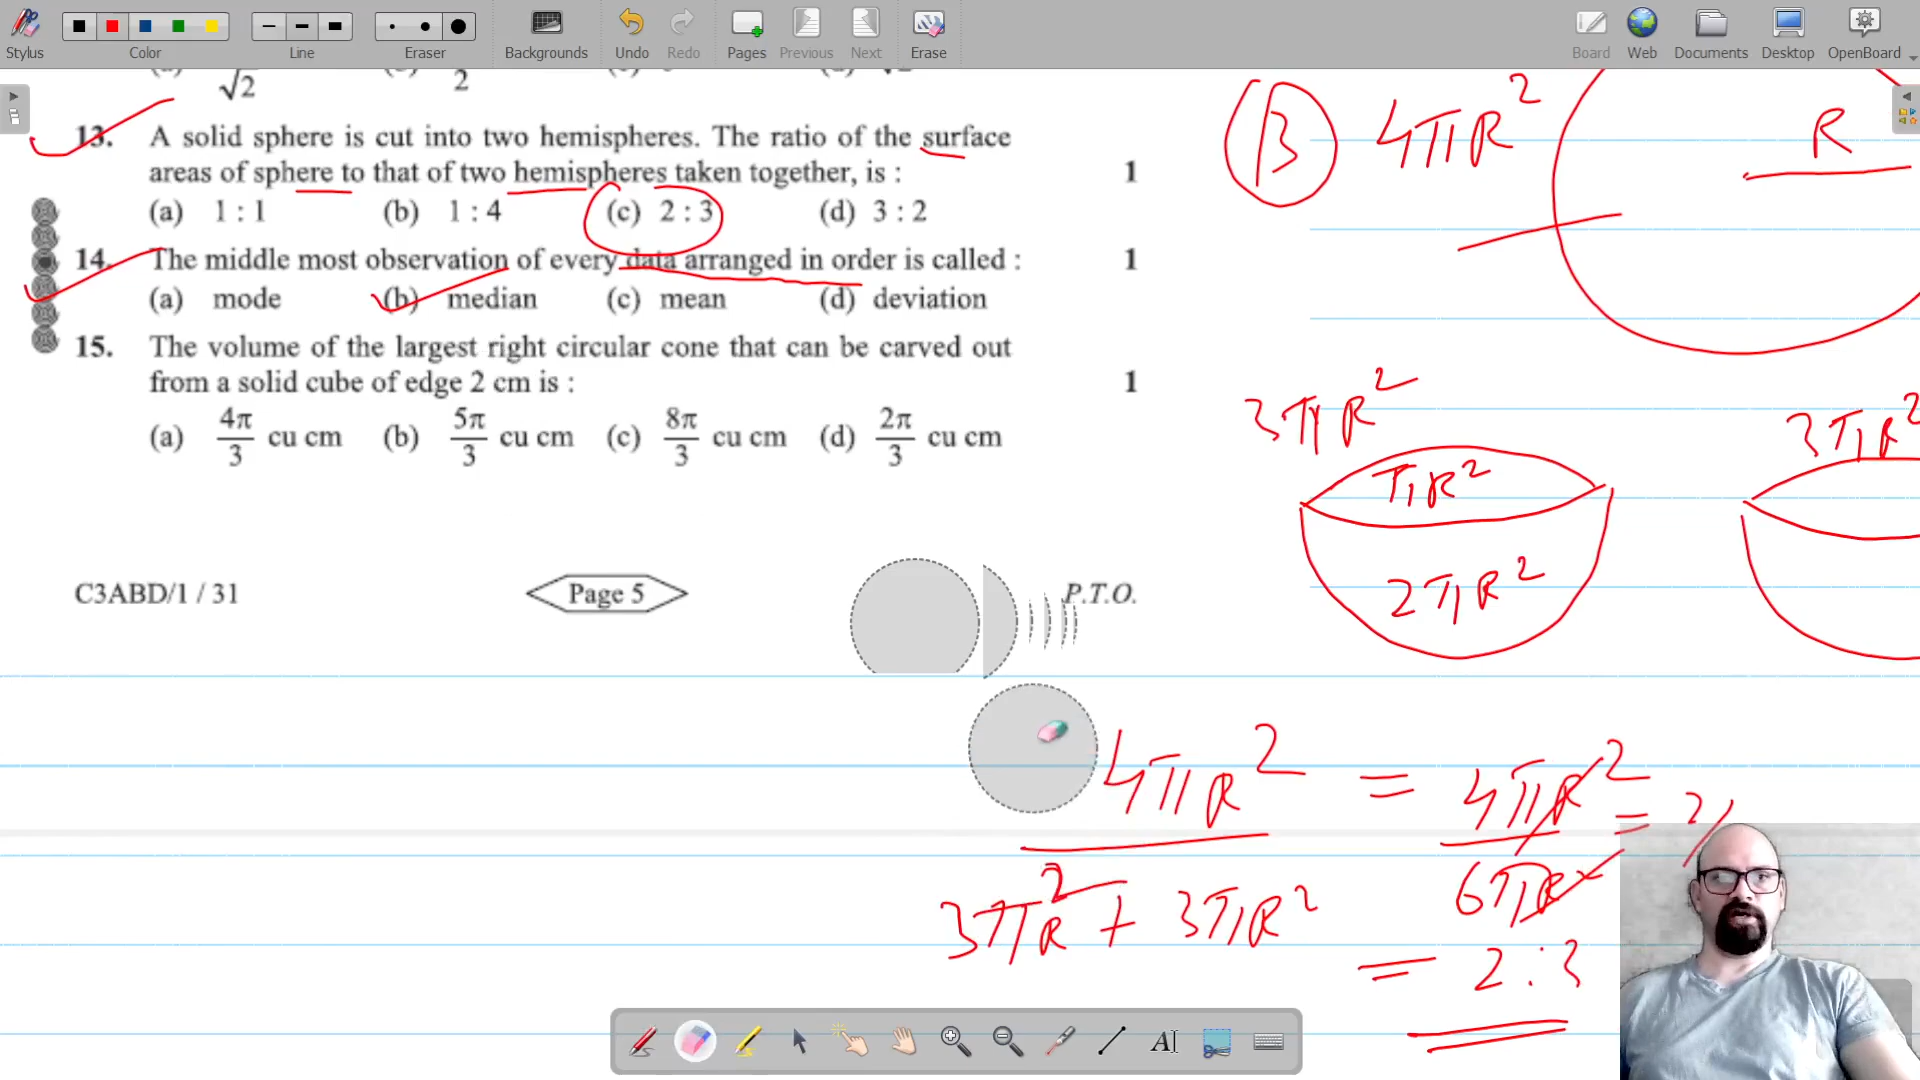 Stylus Color Line Eraser Backgrounds Undo Redo Pages Previous Next Erase Board Web Documents Desktop OpenBoard
√2 2
13. A solid sphere is cut into two hemispheres. The ratio of the surface
areas of sphere to that of two hemispheres taken together, is : 1
(a) 1 : 1 (b) 1 : 4 (c) 2 : 3 (d) 3 : 2
14. The middle most observation of every data arranged in order is called : 1
(a) mode (b) median (c) mean (d) deviation
15. The volume of the largest right circular cone that can be carved out
from a solid cube of edge 2 cm is : 1
(a) 4π/3 cu cm (b) 5π/3 cu cm (c) 8π/3 cu cm (d) 2π/3 cu cm
C3ABD/1 / 31 Page 5 P.T.O.
B 4πR²
R
3πR² 3πR²
πR²
2πR²
4πR² = 4πR² =
3πR² + 3πR² 6πR²
= 2:3
AI